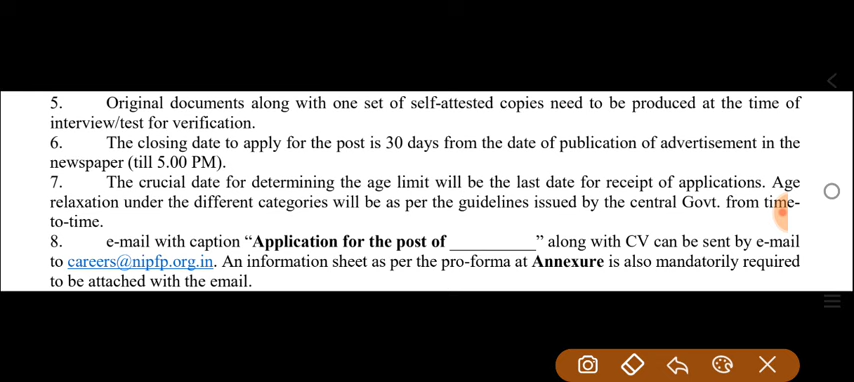 5. Original documents along with one set of self-attested copies need to be produced at the time of
interview/test for verification.
6. The closing date to apply for the post is 30 days from the date of publication of advertisement in the
newspaper (till 5.00 PM).
7. The crucial date for determining the age limit will be the last date for receipt of applications. Age
relaxation under the different categories will be as per the guidelines issued by the central Govt. from time-
to-time.
8. e-mail with caption “Application for the post of __________” along with CV can be sent by e-mail
to careers@nipfp.org.in. An information sheet as per the pro-forma at Annexure is also mandatorily required
to be attached with the email.